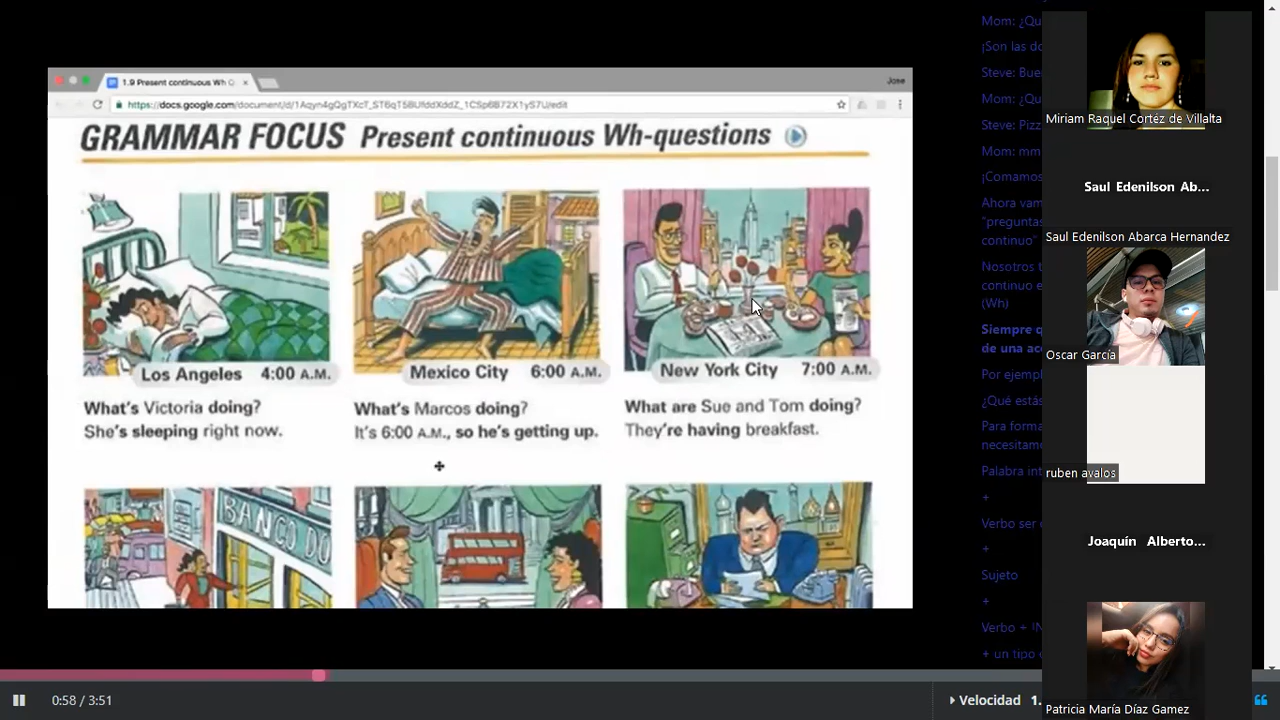 1.9 Present continuous Wh Q
Jose
https://docs.google.com/document/d/1Aqyn4gQgTXcT_ST6qT5BUfddXddZ_1CSp6B72X1yS7U/edit
GRAMMAR FOCUS Present continuous Wh-questions
Los Angeles 4:00 A.M.
Mexico City 6:00 A.M.
New York City 7:00 A.M.
What's Victoria doing?
She's sleeping right now.
What's Marcos doing?
It's 6:00 A.M., so he's getting up.
What are Sue and Tom doing?
They're having breakfast.
BANCO DO
Mom: ¿Qu
¡Son las do
Steve: Bue
Mom: ¿Qu
Steve: Pizz
Mom: mm
¡Comamos
Ahora vam
"preguntas
continuo"
Nosotros t
continuo e
(Wh)
Siempre q
de una acc
Por ejempl
¿Qué estás
Para forma
necesitamo
Palabra int
+
Verbo ser
+
Sujeto
+
Verbo +
+ un tipo
Miriam Raquel Cortéz de Villalta
Saul Edenilson Ab...
Saul Edenilson Abarca Hernandez
Oscar García
ruben avalos
Joaquín Alberto...
Patricia María Díaz Gamez
0:58 / 3:51
Velocidad 1.